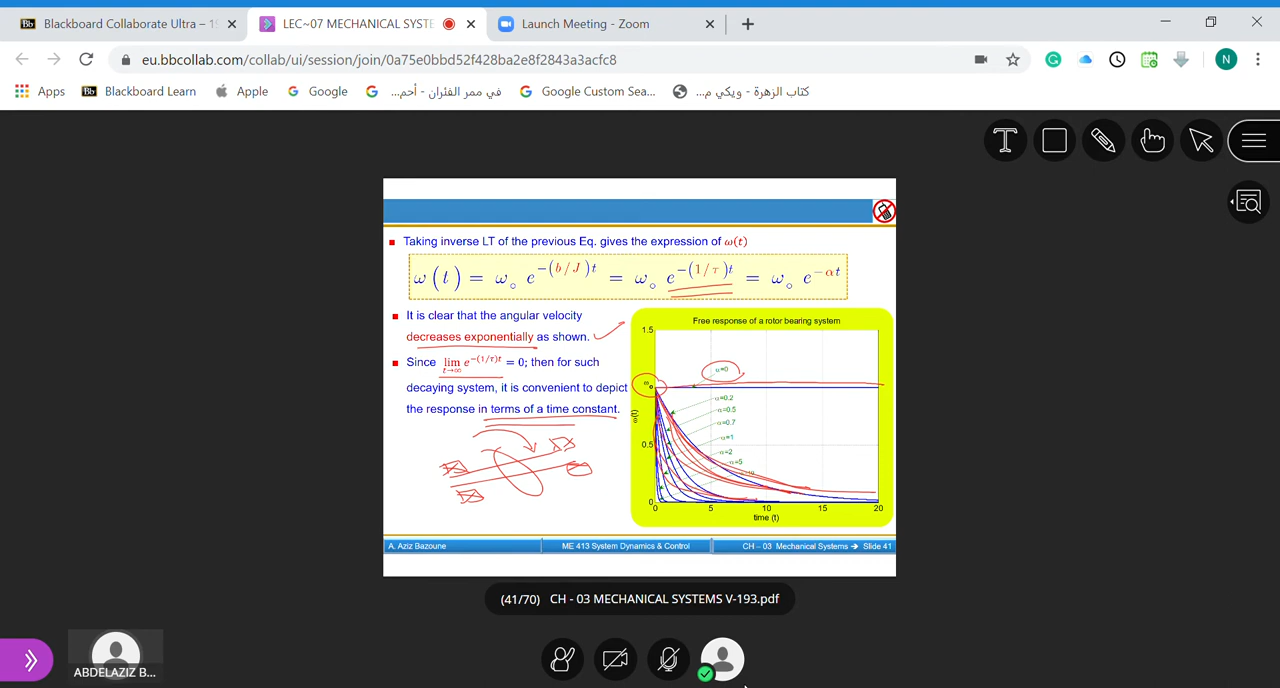 Blackboard Collaborate Ultra – 19
LEC~07 MECHANICAL SYSTE
Launch Meeting - Zoom
eu.bbcollab.com/collab/ui/session/join/0a75e0bbd52f428ba2e8f2843a3acfc8
N
Apps
Bb Blackboard Learn
Apple
Google
في ممر الفئران - أحم...
Google Custom Sea...
كتاب الزهرة - ويكي م...
Taking inverse LT of the previous Eq. gives the expression of ω(t)
ω(t) = ω∘ e^-(b/J)t = ω∘ e^-(1/τ)t = ω∘ e^-αt
It is clear that the angular velocity
decreases exponentially as shown.
Since lim t→∞ e^-(1/τ)t = 0; then for such
decaying system, it is convenient to depict
the response in terms of a time constant.
Free response of a rotor bearing system
1.5
α=0
ω∘
α=0.2
α=0.5
α=0.7
α=1
ω(t)
0.5
α=2
α=5
0
0 5 10 15 20
time (t)
A. Aziz Bazoune
ME 413 System Dynamics & Control
CH – 03 Mechanical Systems → Slide 41
(41/70) CH - 03 MECHANICAL SYSTEMS V-193.pdf
ABDELAZIZ B...